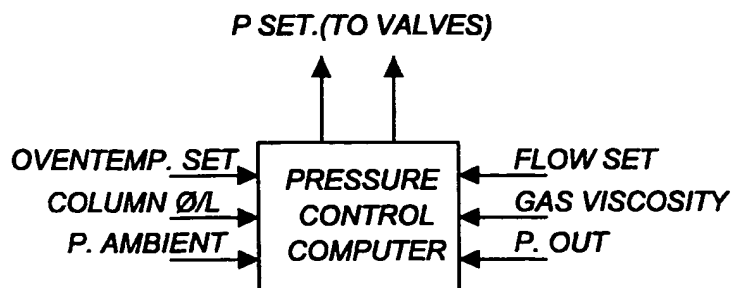 P SET.(TO VALVES)
OVENTEMP. SET
COLUMN Ø/L
P. AMBIENT
PRESSURE
CONTROL
COMPUTER
FLOW SET
GAS VISCOSITY
P. OUT